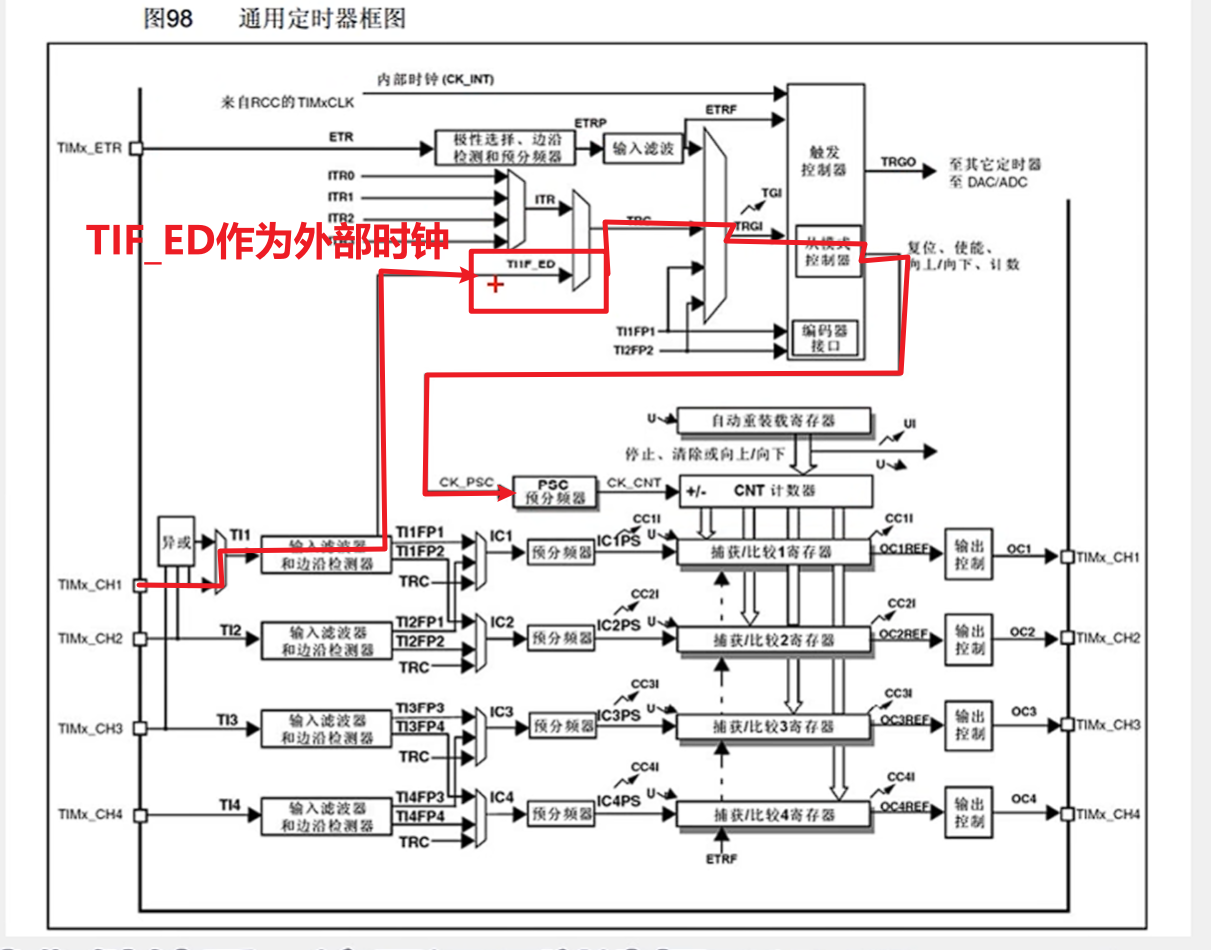 图98 通用定时器框图
内部时钟(CK_INT)
来自RCC的TIMxCLK
ETRF
ETRP
TIMx_ETR
ETR
极性选择、边沿
检测和预分频器
输入滤波
触发
控制器
TRGO
至其它定时器
至 DAC/ADC
ITR0
ITR1
ITR2
ITR
TGI
TRC
TRGI
TIF_ED作为外部时钟
TI1F_ED
从模式
控制器
复位、使能、
向上/向下、计数
TI1FP1
TI2FP2
编码器
接口
U
自动重装载寄存器
UI
停止、清除或向上/向下
U
CK_PSC
PSC
预分频器
CK_CNT
+/- CNT 计数器
异或
TI1
输入滤波器
和边沿检测器
TI1FP1
TI1FP2
TRC
IC1
预分频器
CC1I
IC1PS
U
捕获/比较1寄存器
CC1I
OC1REF
输出
控制
OC1
TIMx_CH1
TIMx_CH1
TIMx_CH2
TI2
输入滤波器
和边沿检测器
TI2FP1
TI2FP2
TRC
IC2
预分频器
CC2I
IC2PS
U
捕获/比较2寄存器
CC2I
OC2REF
输出
控制
OC2
TIMx_CH2
TIMx_CH3
TI3
输入滤波器
和边沿检测器
TI3FP3
TI3FP4
TRC
IC3
预分频器
CC3I
IC3PS
U
捕获/比较3寄存器
CC3I
OC3REF
输出
控制
OC3
TIMx_CH3
TIMx_CH4
TI4
输入滤波器
和边沿检测器
TI4FP3
TI4FP4
TRC
IC4
预分频器
CC4I
IC4PS
U
捕获/比较4寄存器
CC4I
OC4REF
输出
控制
OC4
TIMx_CH4
ETRF